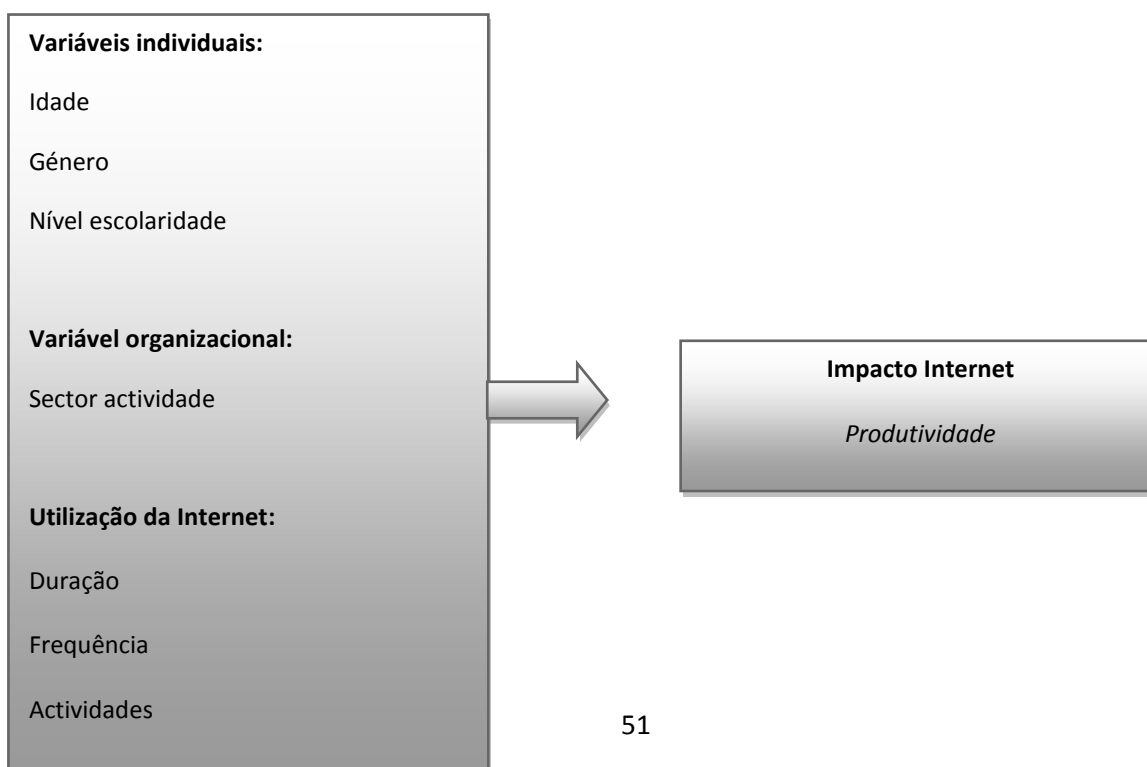 Variáveis individuais:
Idade
Género
Nível escolaridade
Variável organizacional:
Sector actividade
Utilização da Internet:
Duração
Frequência
Actividades
Impacto Internet
Produtividade
51